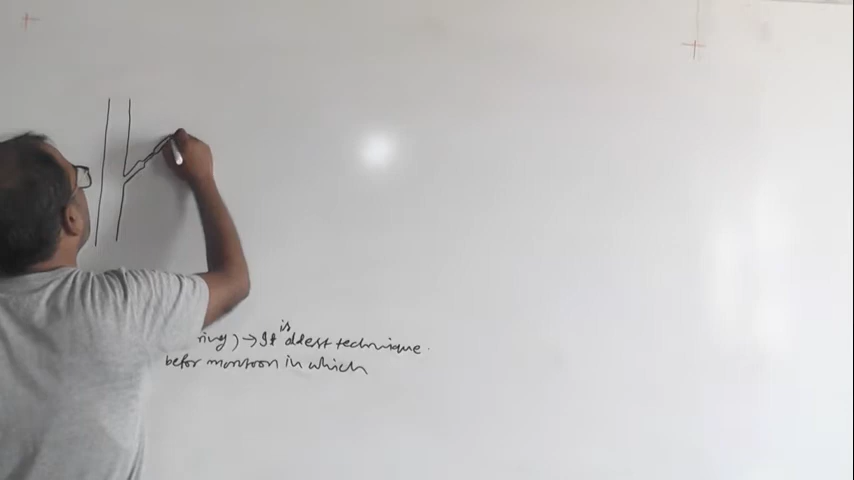 ring) → It is oldest technique.
befor monsoon in which